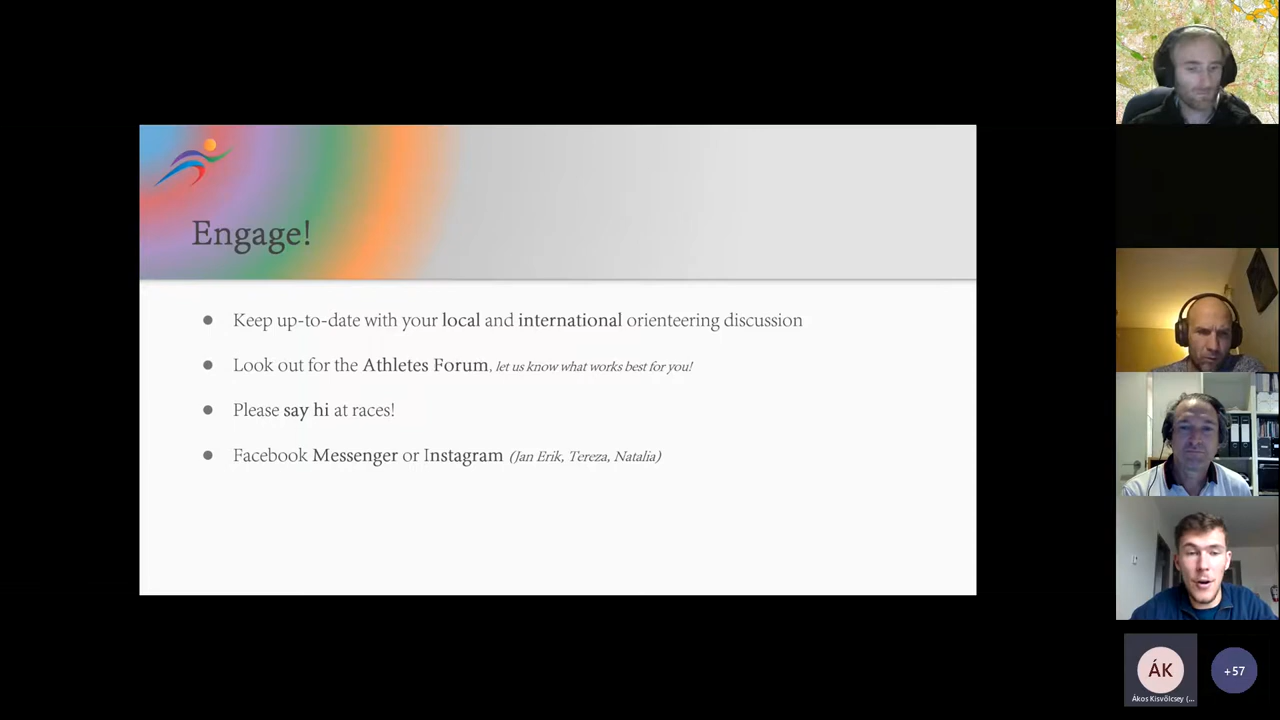 Engage!
Keep up-to-date with your local and international orienteering discussion
Look out for the Athletes Forum, let us know what works best for you!
Please say hi at races!
Facebook Messenger or Instagram (Jan Erik, Tereza, Natalia)
ÁK
Ákos Kisvölcsey (...
+57